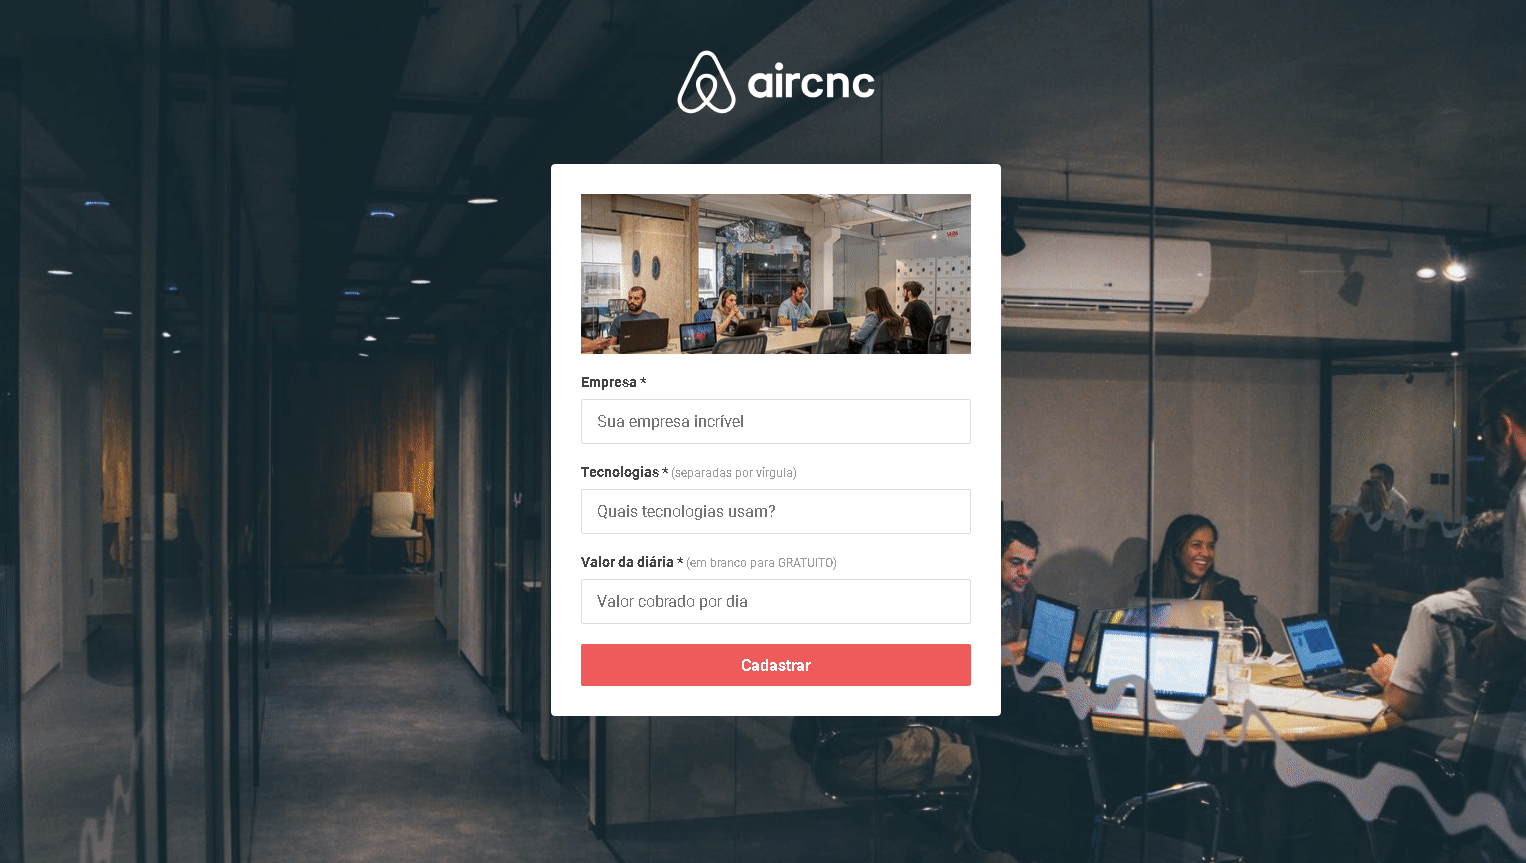 aircnc
Empresa *
Sua empresa incrível
Tecnologias * (separadas por vírgula)
Quais tecnologias usam?
Valor da diária * (em branco para GRATUITO)
Valor cobrado por dia
Cadastrar